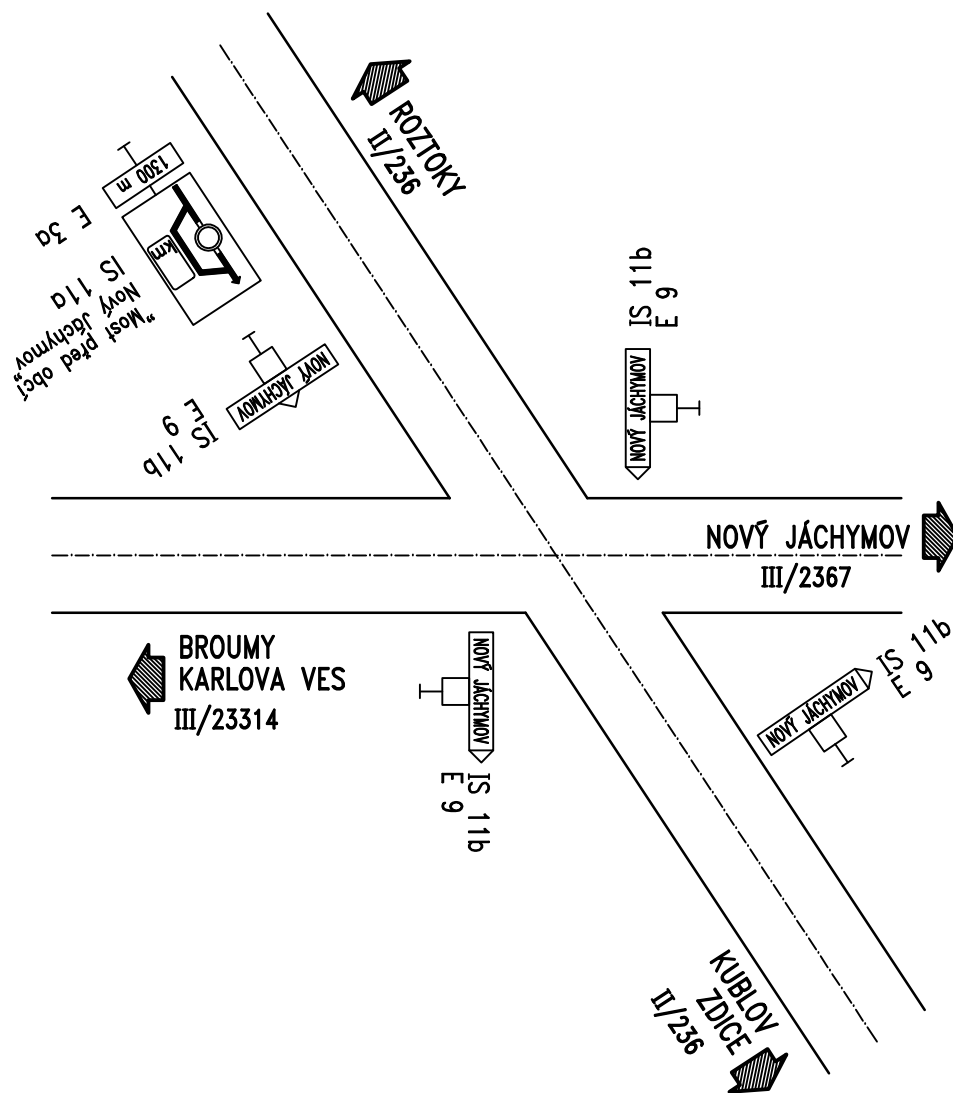 ROZTOKY
II/236
1300 m
E 3a
km
IS 11a
"Most před obcí
Nový Jáchymov"
NOVÝ JÁCHYMOV
E 9
IS 11b
IS 11b
E 9
NOVÝ JÁCHYMOV
NOVÝ JÁCHYMOV
III/2367
BROUMY
KARLOVA VES
III/23314
NOVÝ JÁCHYMOV
IS 11b
E 9
NOVÝ JÁCHYMOV
IS 11b
E 9
KUBLOV
ZDICE
II/236